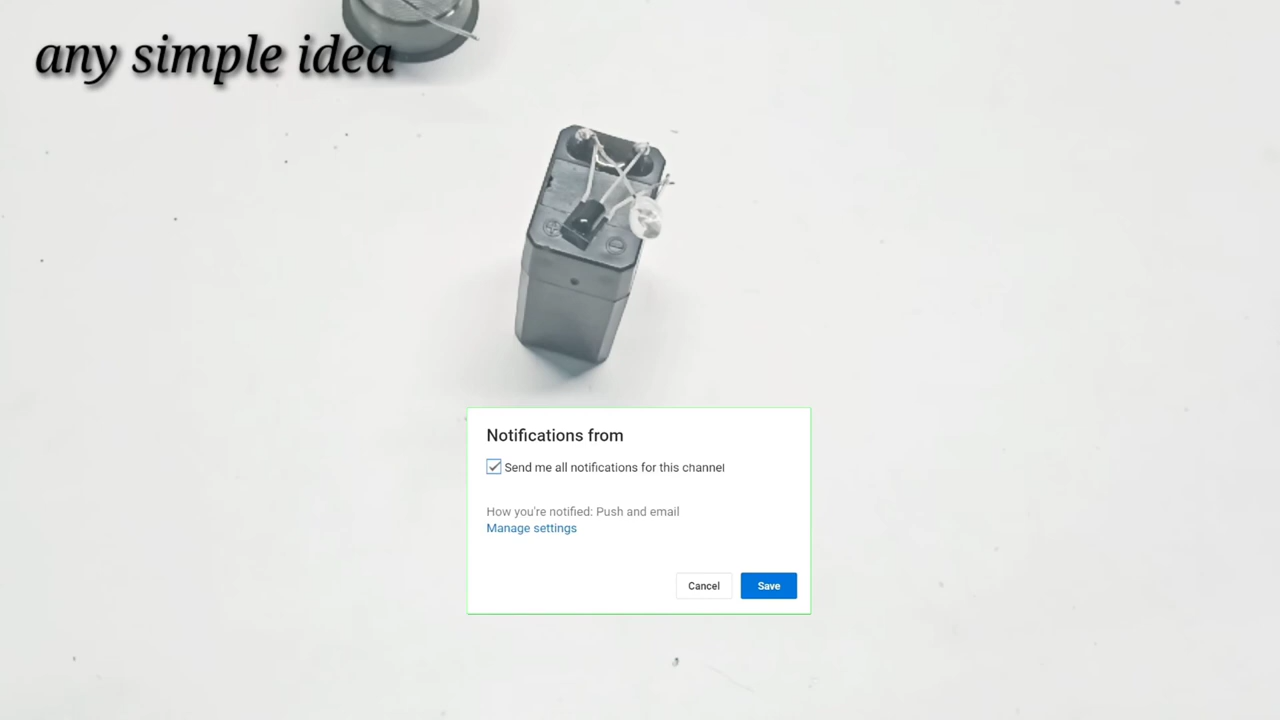 any simple idea
Notifications from
Send me all notifications for this channel
How you're notified: Push and email
Manage settings
Cancel
Save